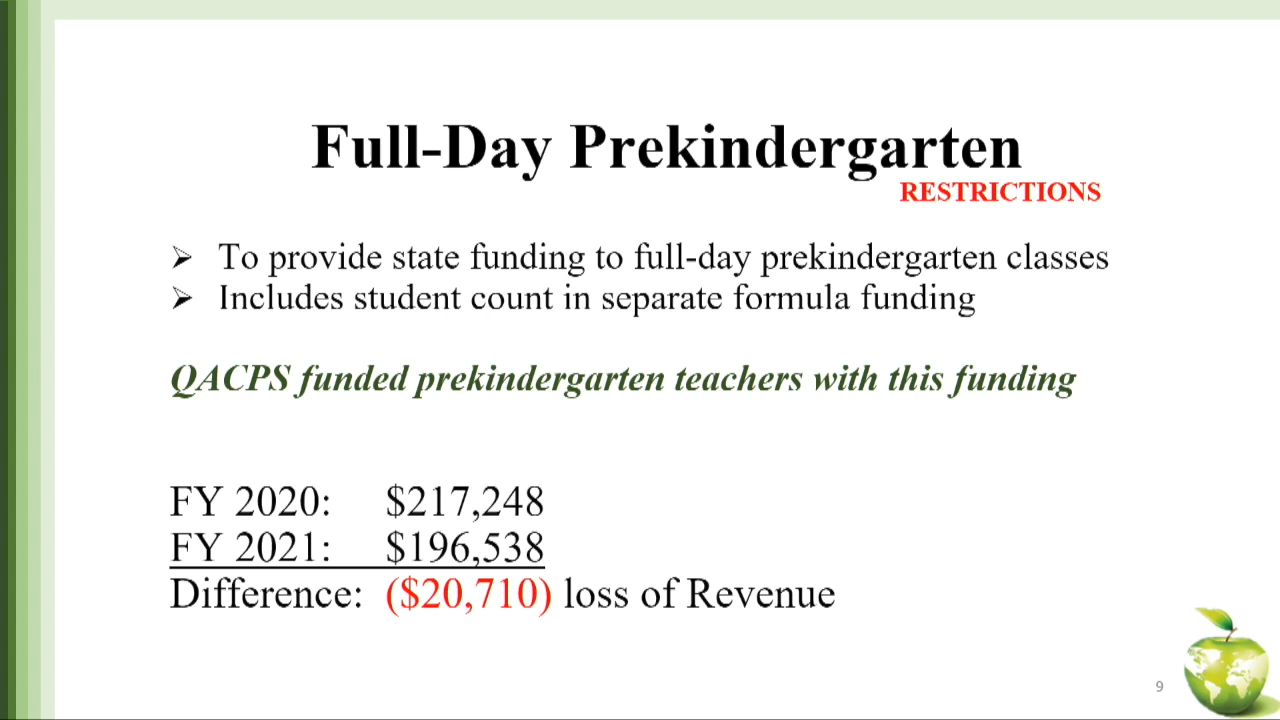 Full-Day Prekindergarten
RESTRICTIONS
➢ To provide state funding to full-day prekindergarten classes
➢ Includes student count in separate formula funding
QACPS funded prekindergarten teachers with this funding
FY 2020: $217,248
FY 2021: $196,538
Difference: ($20,710) loss of Revenue
9